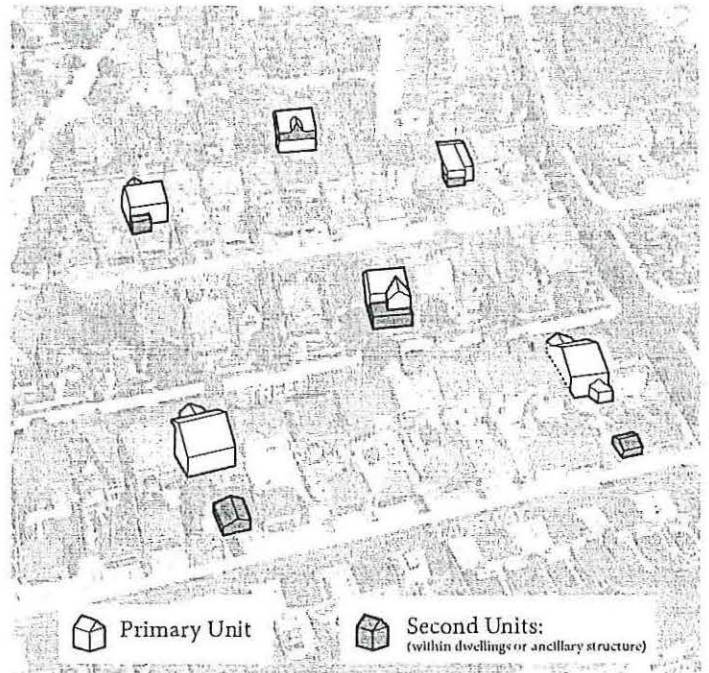 Primary Unit
Second Units:
(within dwellings or ancillary structure)